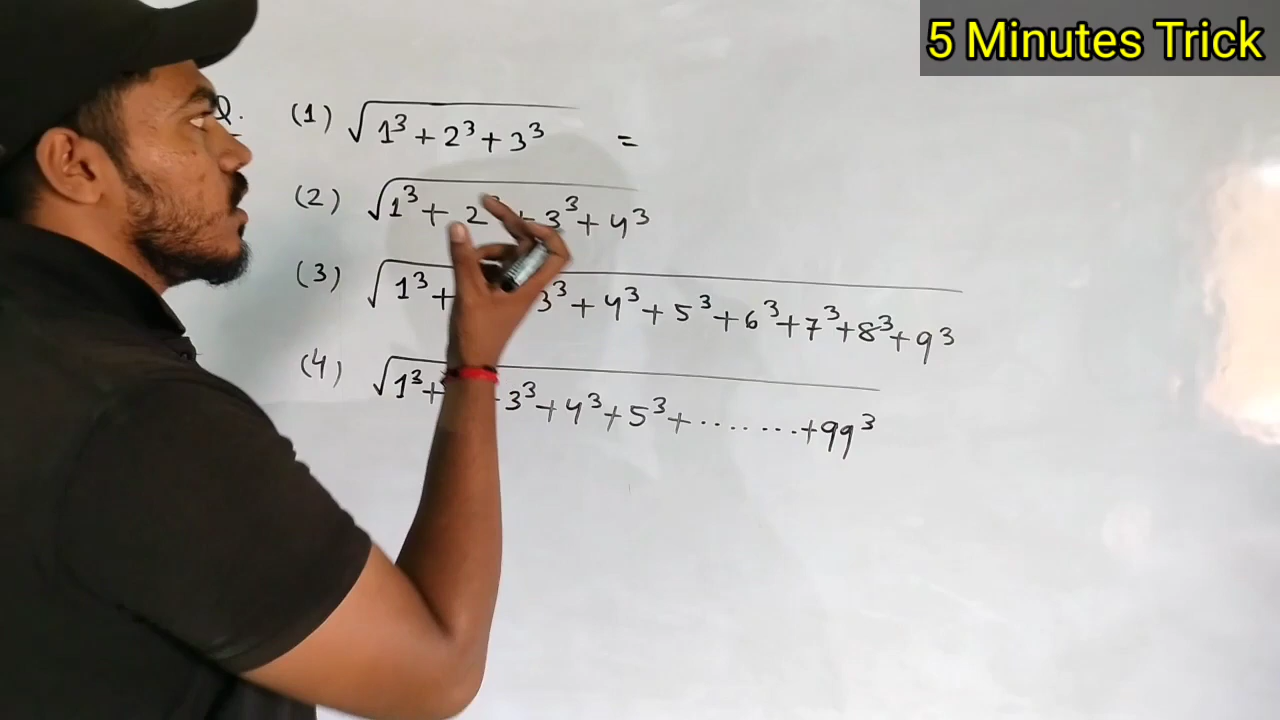 5 Minutes Trick
Q. (1) √1³ + 2³ + 3³ =
(2) √1³ + 2³ + 3³ + 4³
(3) √1³ + 3³ + 4³ + 5³ + 6³ + 7³ + 8³ + 9³
(4) √1³ + 3³ + 4³ + 5³ + ....... + 99³